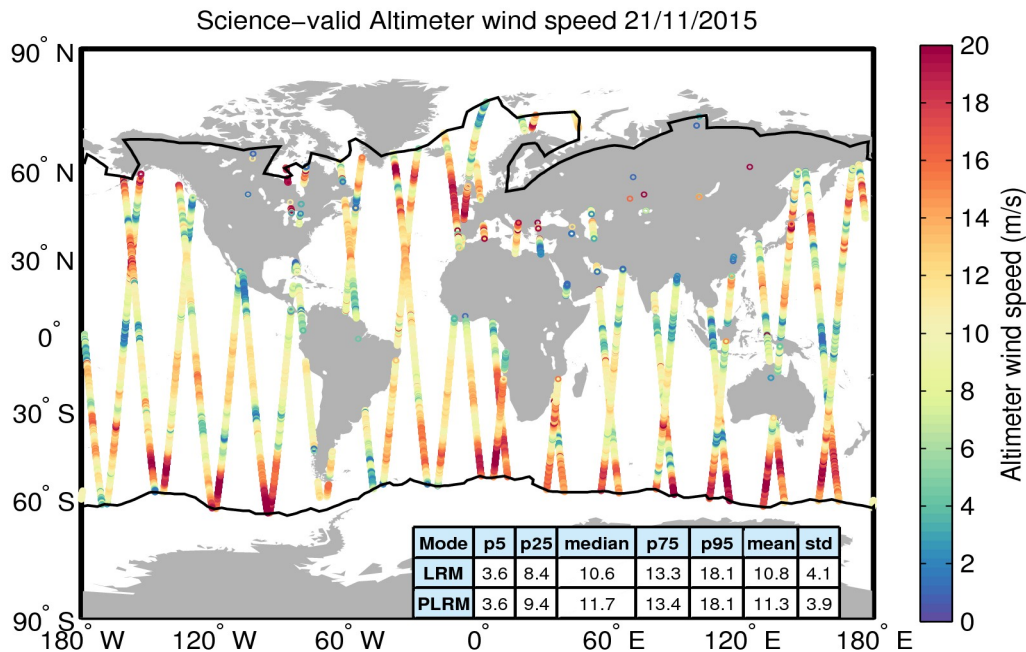 Science−valid Altimeter wind speed 21/11/2015
90° N
60° N
30° N
0°
30° S
60° S
90° S
180° W
120° W
60° W
0°
60° E
120° E
180° E
Mode p5 p25 median p75 p95 mean std
LRM 3.6 8.4 10.6 13.3 18.1 10.8 4.1
PLRM 3.6 9.4 11.7 13.4 18.1 11.3 3.9
20
18
16
14
12
10
8
6
4
2
0
Altimeter wind speed (m/s)